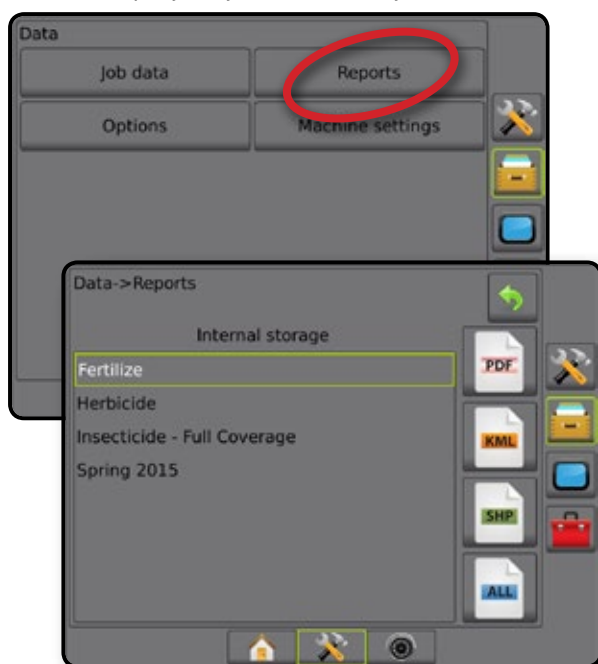 Data
Job data
Reports
Options
Machine settings
Data->Reports
Internal storage
Fertilize
Herbicide
Insecticide - Full Coverage
Spring 2015
PDF
KML
SHP
ALL